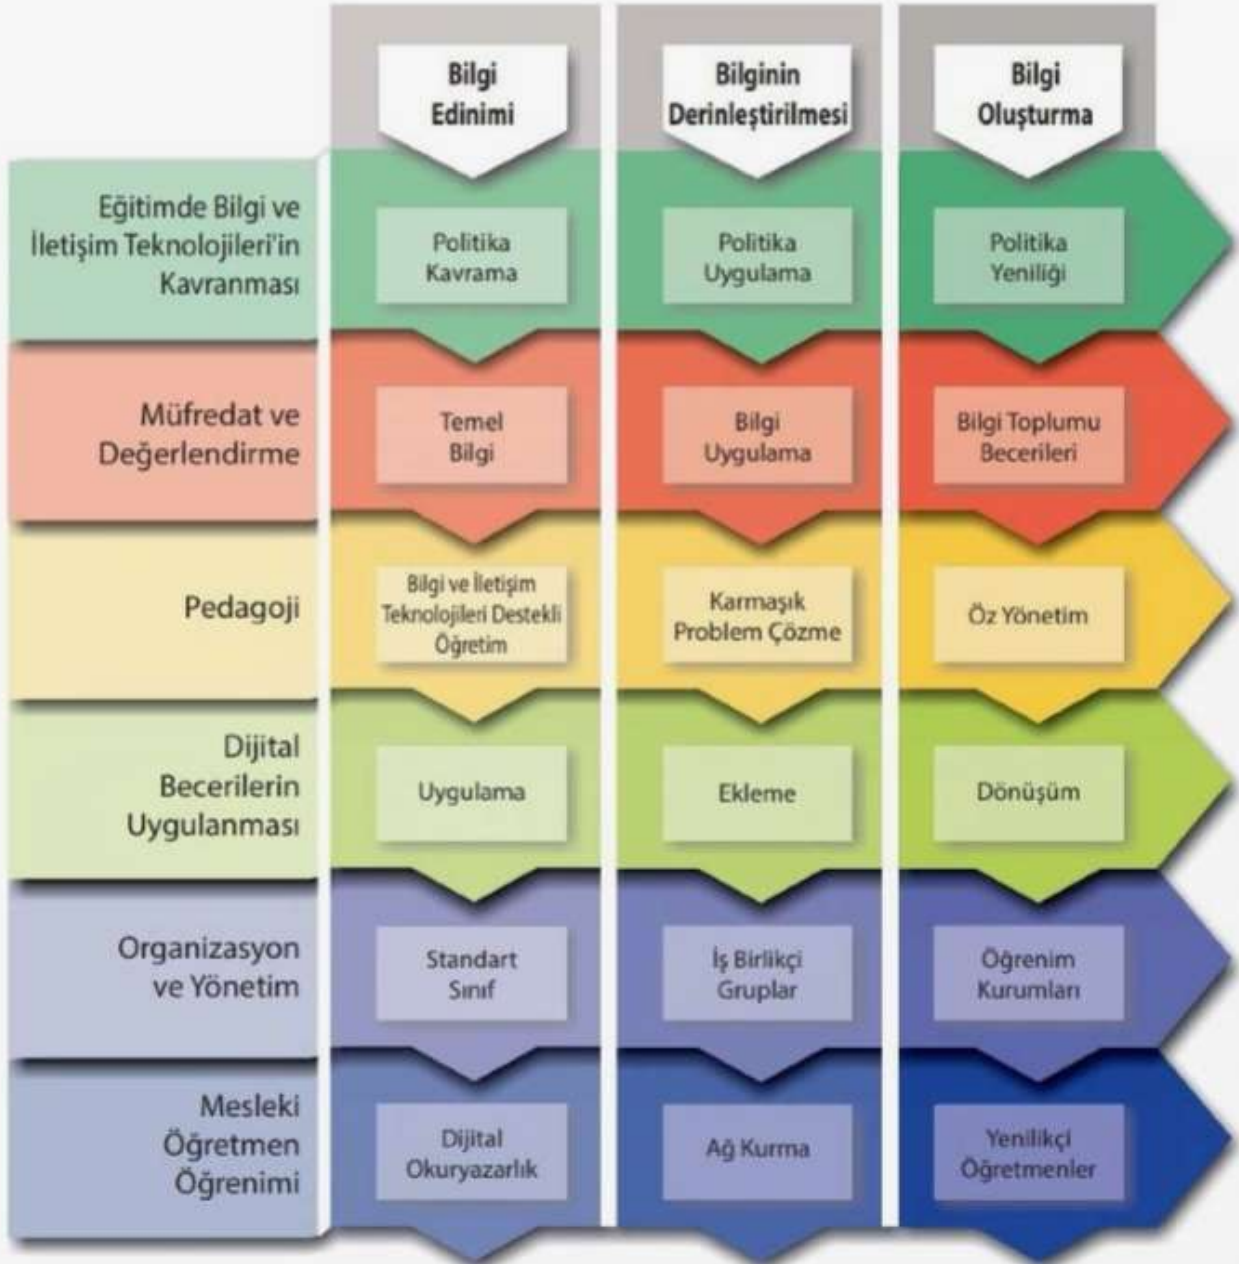 Bilgi
Edinimi
Bilginin
Derinleştirilmesi
Bilgi
Oluşturma
Eğitimde Bilgi ve
İletişim Teknolojileri'in
Kavranması
Politika
Kavrama
Politika
Uygulama
Politika
Yeniliği
Müfredat ve
Değerlendirme
Temel
Bilgi
Bilgi
Uygulama
Bilgi Toplumu
Becerileri
Pedagoji
Bilgi ve İletişim
Teknolojileri Destekli
Öğretim
Karmaşık
Problem Çözme
Öz Yönetim
Dijital
Becerilerin
Uygulanması
Uygulama
Ekleme
Dönüşüm
Organizasyon
ve Yönetim
Standart
Sınıf
İş Birlikçi
Gruplar
Öğrenim
Kurumları
Mesleki
Öğretmen
Öğrenimi
Dijital
Okuryazarlık
Ağ Kurma
Yenilikçi
Öğretmenler